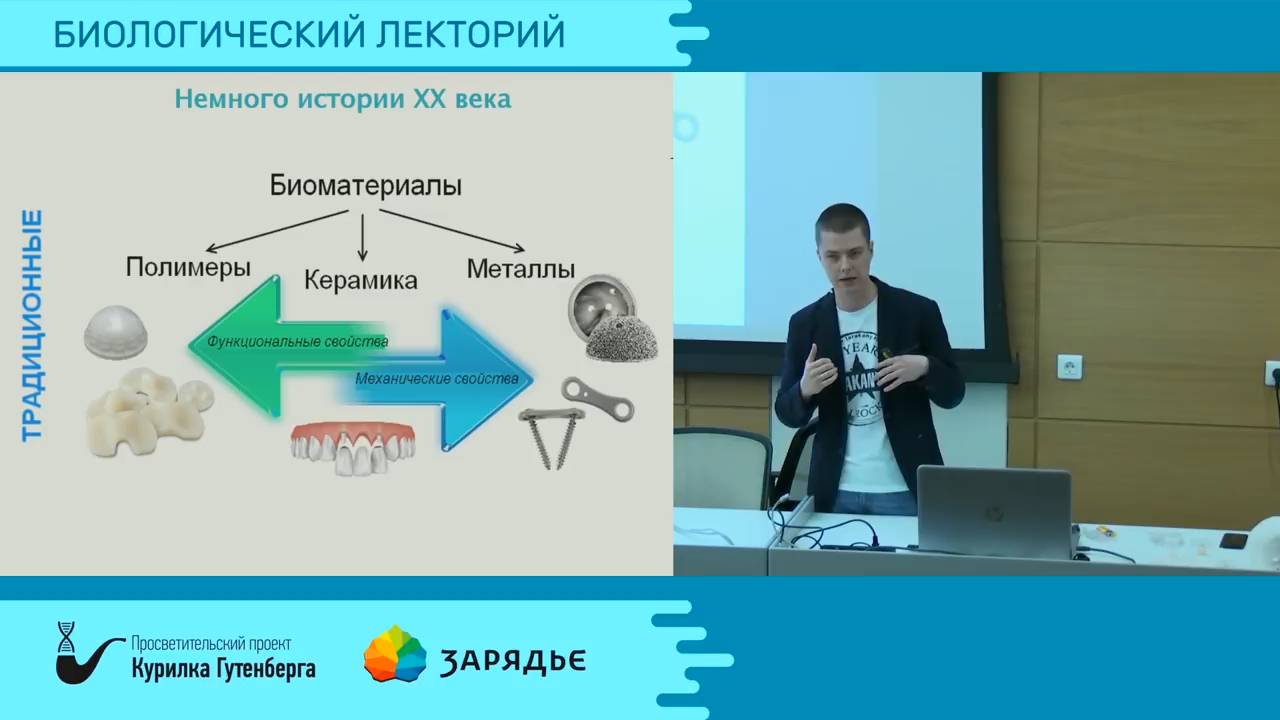 БИОЛОГИЧЕСКИЙ ЛЕКТОРИЙ
Немного истории XX века
ТРАДИЦИОННЫЕ
Биоматериалы
Полимеры
Керамика
Металлы
Функциональные свойства
Механические свойства
YEAR
Просветительский проект
Курилка Гутенберга
ЗАРЯДЬЕ